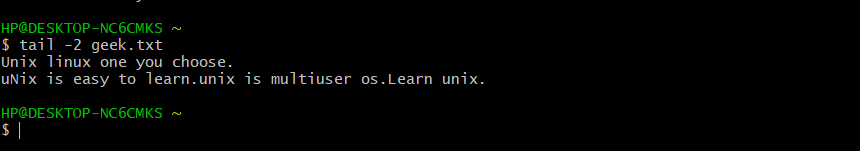 HP@DESKTOP-NC6CMKS ~
$ tail -2 geek.txt
Unix linux one you choose.
uNix is easy to learn.unix is multiuser os.Learn unix.
HP@DESKTOP-NC6CMKS ~
$